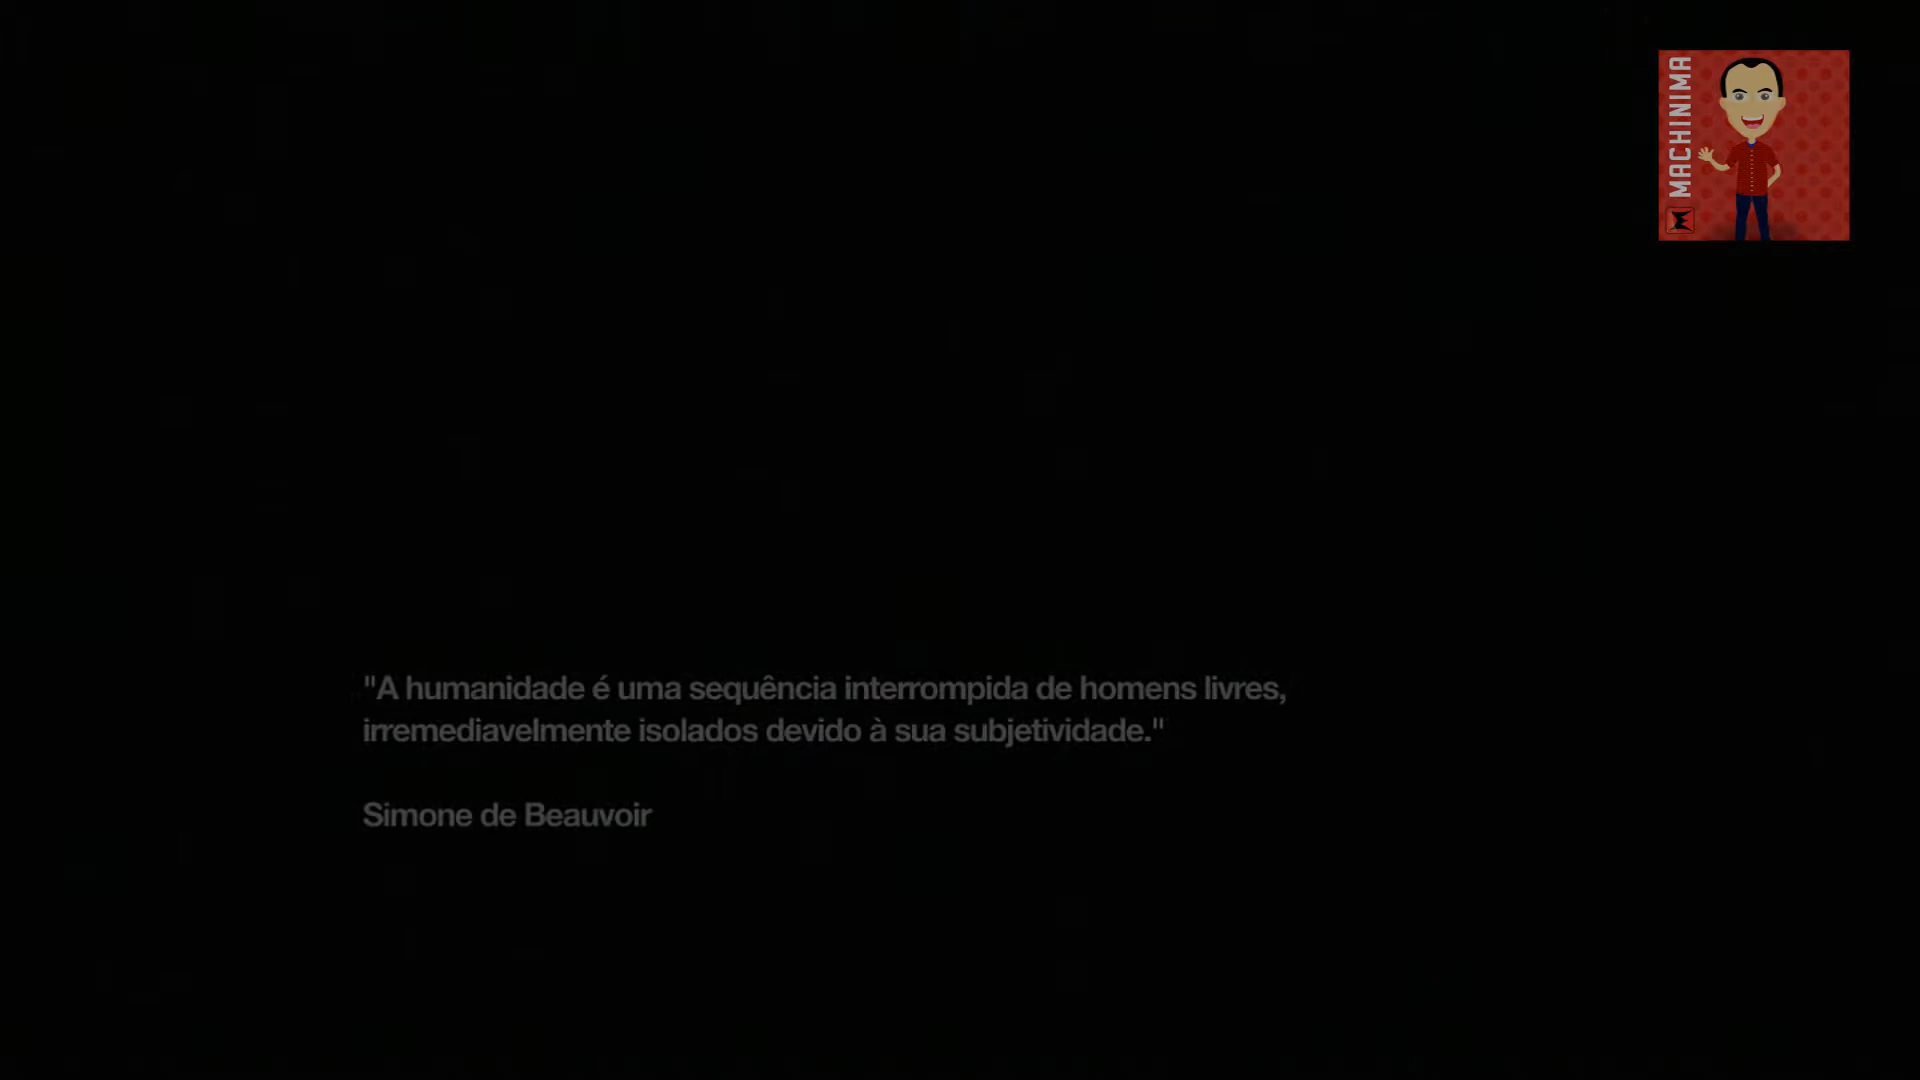 MACHINIMA
"A humanidade é uma sequência interrompida de homens livres,
irremediavelmente isolados devido à sua subjetividade."
Simone de Beauvoir